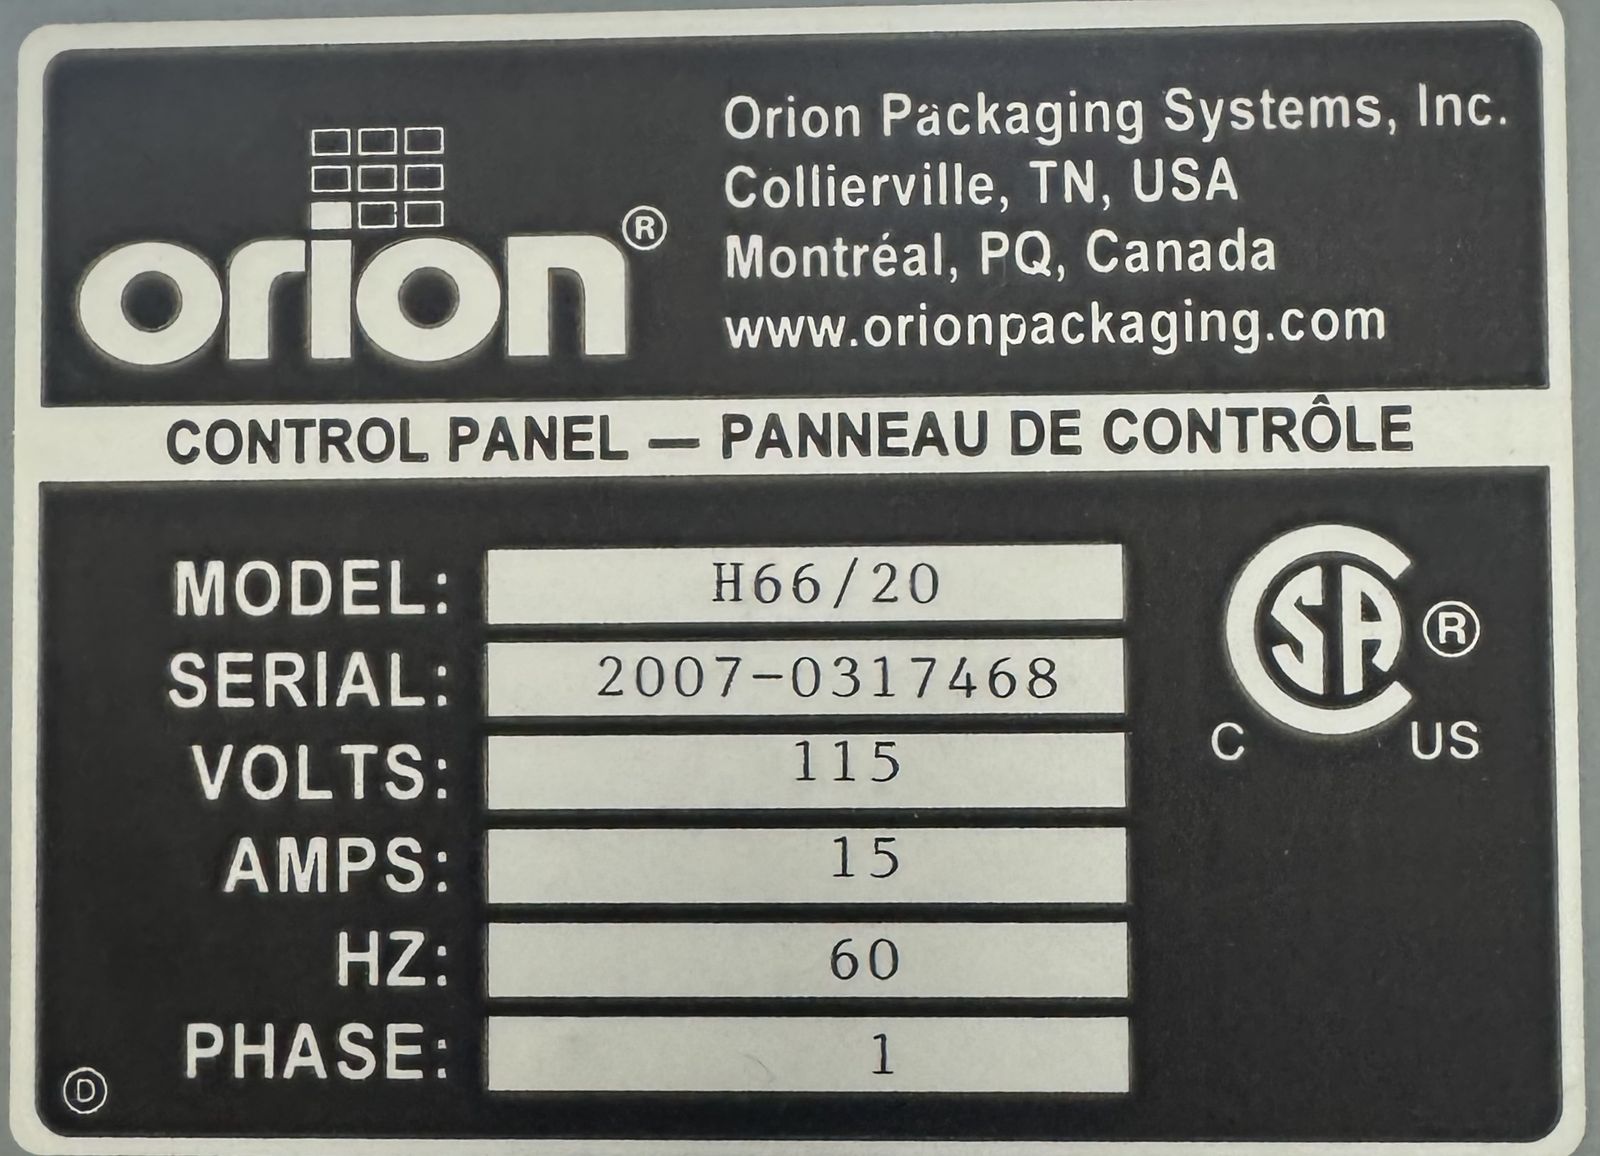 orion®
Orion Packaging Systems, Inc.
Collierville, TN, USA
Montréal, PQ, Canada
www.orionpackaging.com
CONTROL PANEL — PANNEAU DE CONTRÔLE
MODEL: H66/20
SERIAL: 2007-0317468
VOLTS: 115
AMPS: 15
HZ: 60
PHASE: 1
CSA®
C US
D